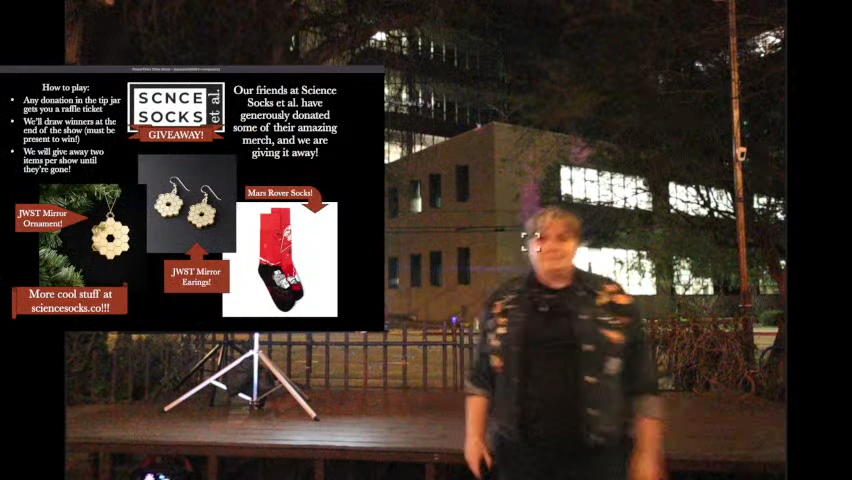 How to play:
• Any donation in the tip jar
gets you a raffle ticket
• We'll draw winners at the
end of the show (must be
present to win!)
• We will give away two
items per show until
they're gone!
SCNCE
SOCKS
et al.
GIVEAWAY!
Our friends at Science
Socks et al. have
generously donated
some of their amazing
merch, and we are
giving it away!
JWST Mirror
Ornament!
JWST Mirror
Earings!
Mars Rover Socks!
More cool stuff at
sciencesocks.co!!!